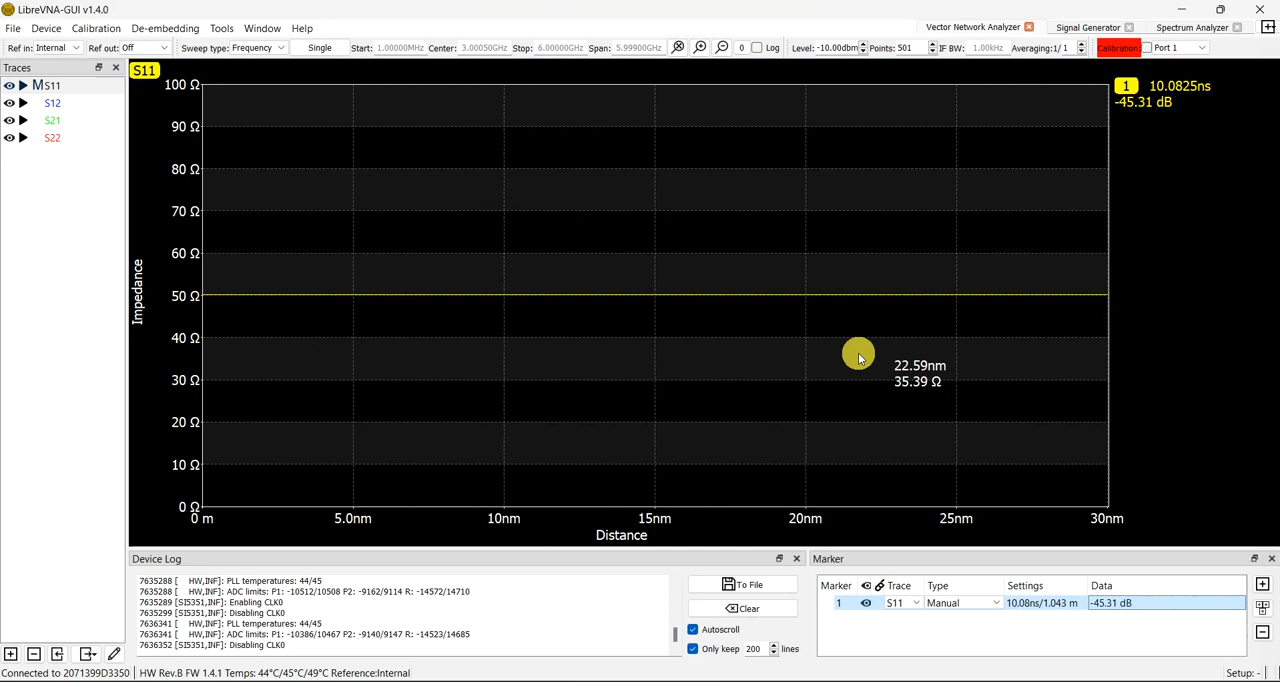 LibreVNA-GUI v1.4.0
File Device Calibration De-embedding Tools Window Help
Vector Network Analyzer Signal Generator Spectrum Analyzer
Ref in: Internal Ref out: Off Sweep type: Frequency Single Start: 1.00000MHz Center: 3.00050GHz Stop: 6.00000GHz Span: 5.99900GHz 0 Log Level: -10.00dbm Points: 501 IF BW: 1.00kHz Averaging:1/ 1 Calibration: Port 1
Traces
M S11
S12
S21
S22
S11
1 10.0825ns
-45.31 dB
100 Ω
90 Ω
80 Ω
70 Ω
60 Ω
50 Ω
40 Ω
30 Ω
20 Ω
10 Ω
0 Ω
Impedance
22.59nm
35.39 Ω
0 m 5.0nm 10nm 15nm 20nm 25nm 30nm
Distance
Device Log
7635288 [ HW,INF]: PLL temperatures: 44/45
7635288 [ HW,INF]: ADC limits: P1: -10512/10508 P2: -9162/9114 R: -14572/14710
7635289 [SI5351,INF]: Enabling CLK0
7635299 [SI5351,INF]: Disabling CLK0
7636341 [ HW,INF]: PLL temperatures: 44/45
7636341 [ HW,INF]: ADC limits: P1: -10386/10467 P2: -9140/9147 R: -14523/14685
7636352 [SI5351,INF]: Disabling CLK0
To File
Clear
Autoscroll
Only keep 200 lines
Marker
Marker Trace Type Settings Data
1 S11 Manual 10.08ns/1.043 m -45.31 dB
Connected to 2071399D3350 HW Rev.B FW 1.4.1 Temps: 44°C/45°C/49°C Reference:Internal
Setup: -